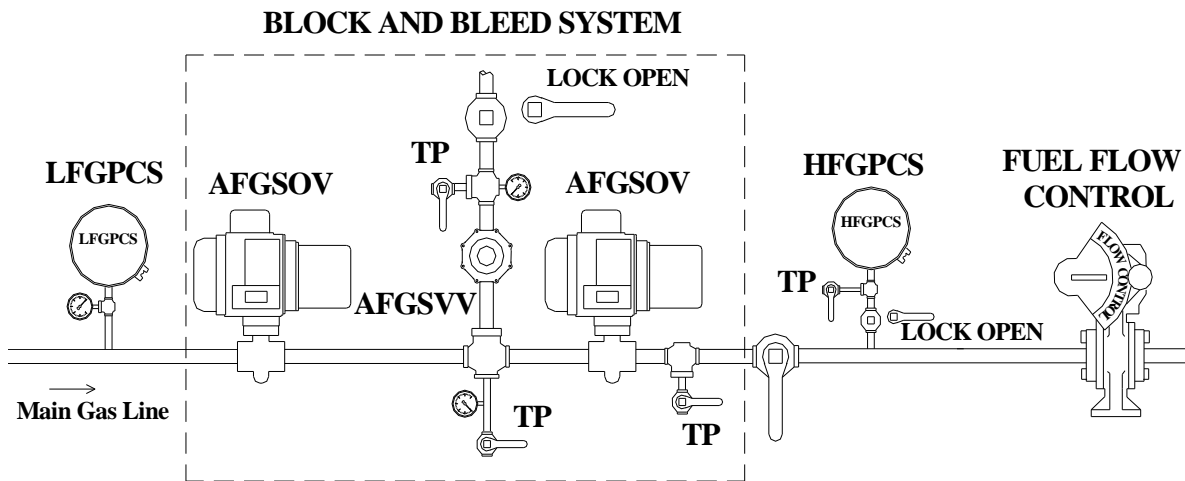 BLOCK AND BLEED SYSTEM
LOCK OPEN
TP
LFGPCS
AFGSOV
AFGSOV
HFGPCS
FUEL FLOW
CONTROL
LFGPCS
HFGPCS
FLOW CONTROL
TP
AFGSVV
LOCK OPEN
Main Gas Line
TP
TP